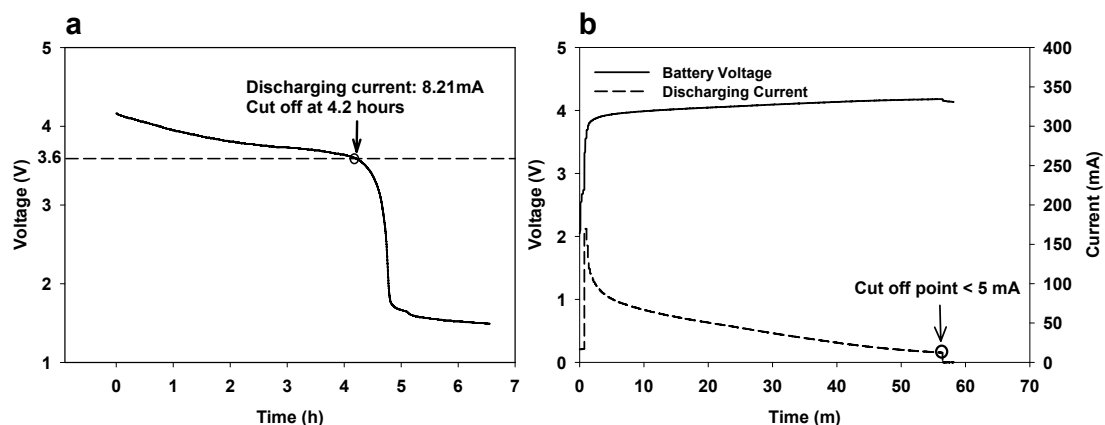 a
b
5
4
3.6
3
2
1
Voltage (V)
Discharging current: 8.21mA
Cut off at 4.2 hours
0 1 2 3 4 5 6 7
Time (h)
5
4
3
2
1
0
Voltage (V)
Battery Voltage
Discharging Current
Cut off point < 5 mA
400
350
300
250
200
150
100
50
0
Current (mA)
0 10 20 30 40 50 60 70
Time (m)